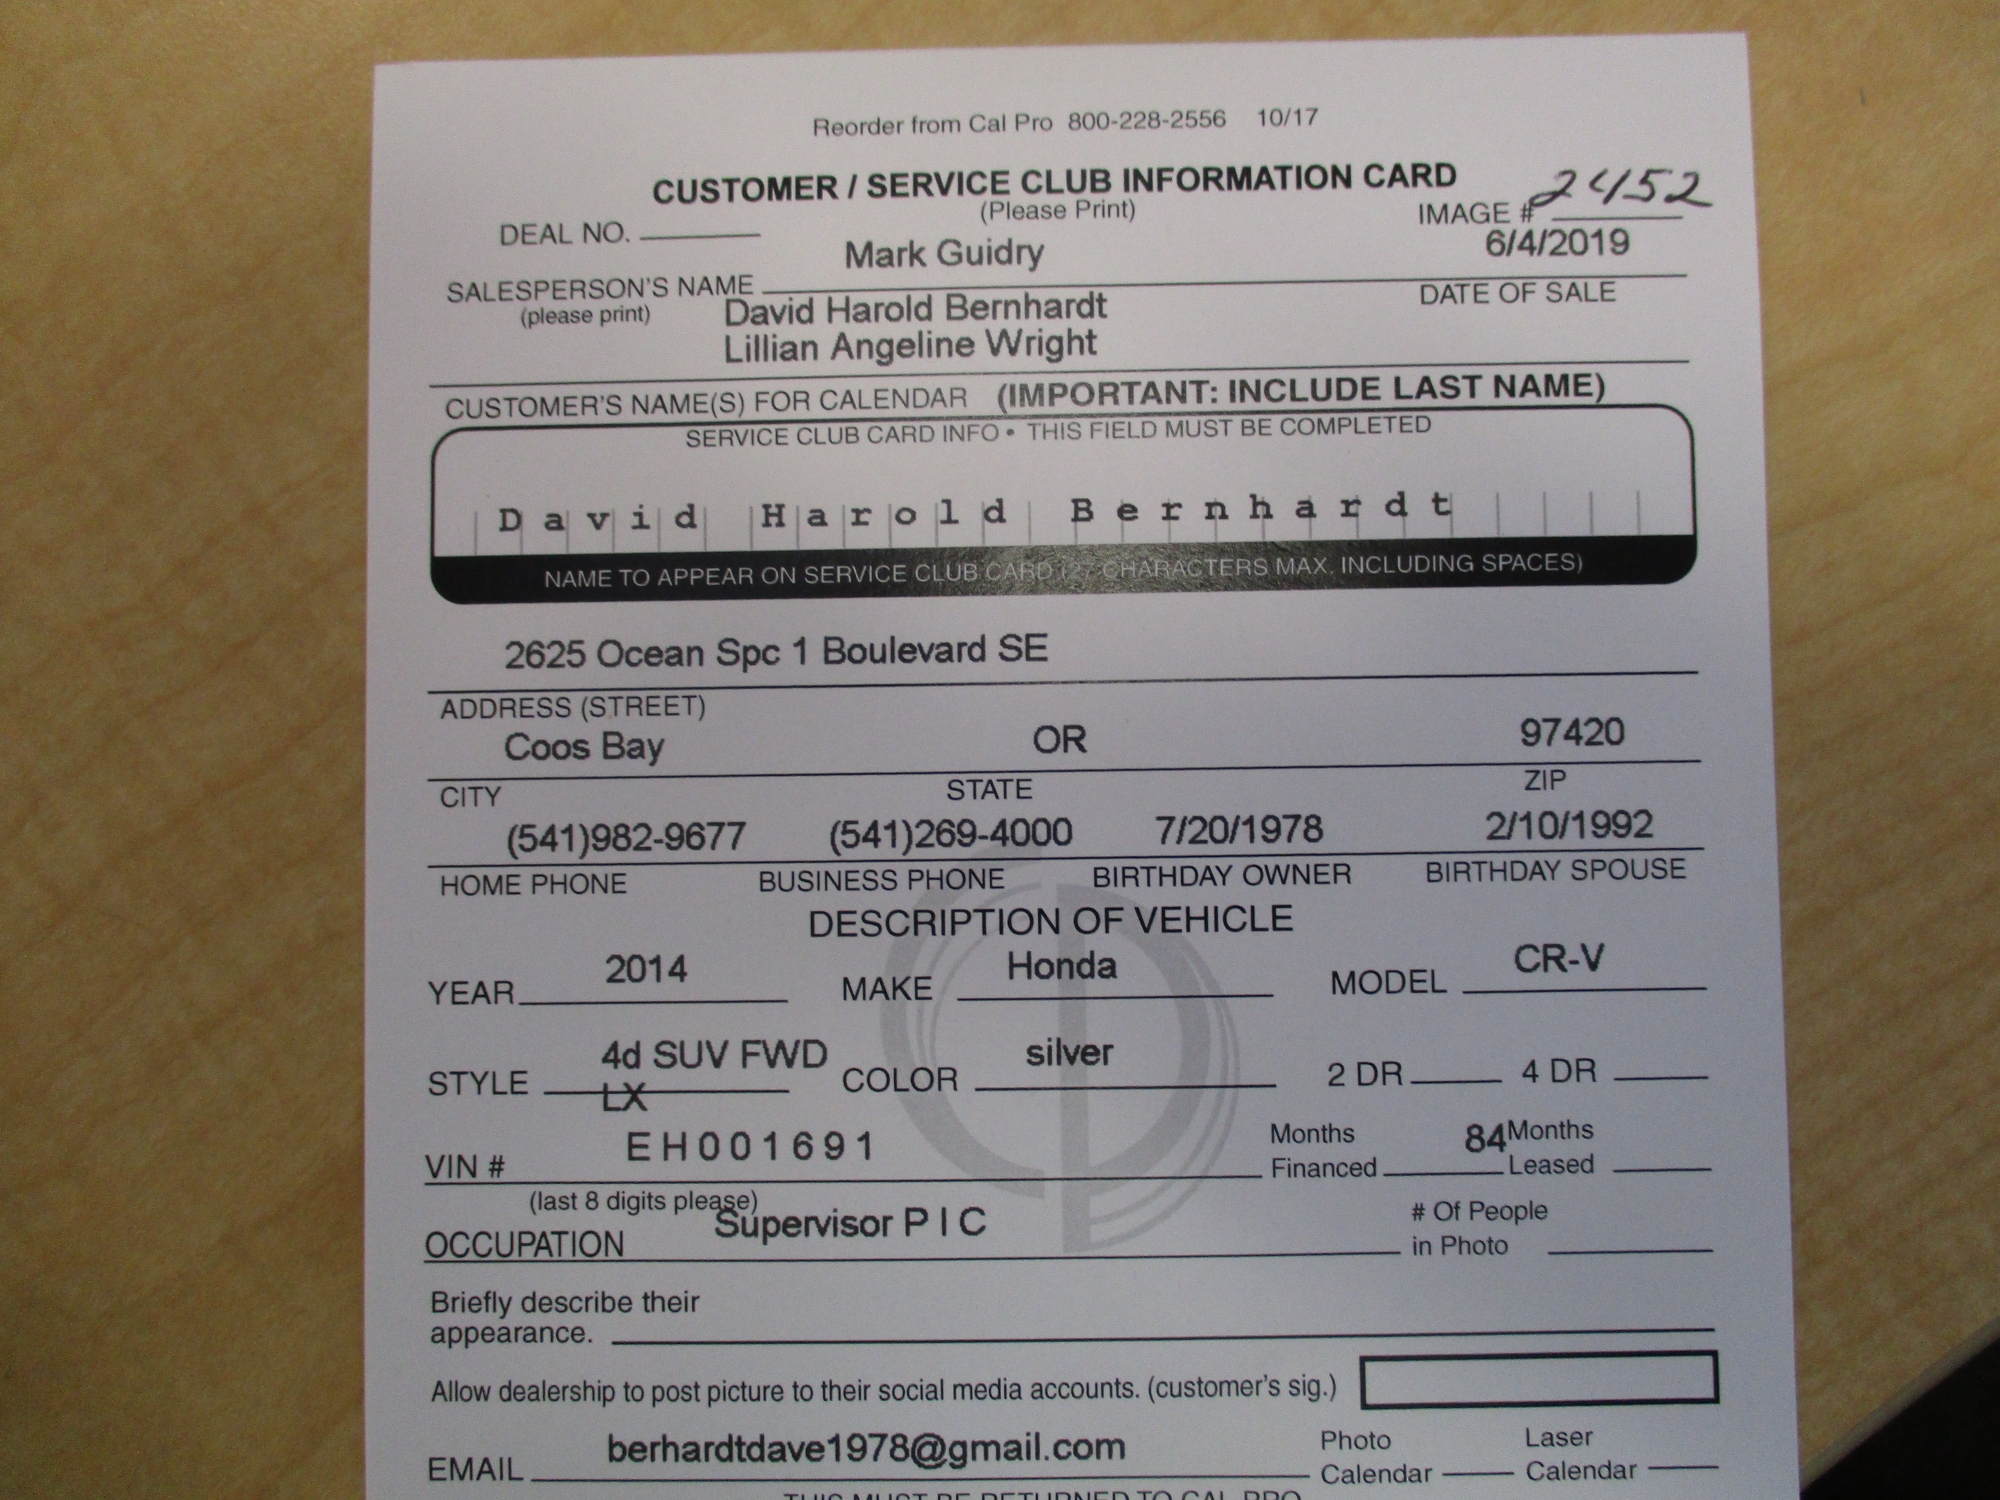 Reorder from Cal Pro 800-228-2556 10/17
CUSTOMER / SERVICE CLUB INFORMATION CARD
(Please Print)
DEAL NO.
IMAGE # 2452
Mark Guidry 6/4/2019
SALESPERSON'S NAME DATE OF SALE
(please print)
David Harold Bernhardt
Lillian Angeline Wright
CUSTOMER'S NAME(S) FOR CALENDAR (IMPORTANT: INCLUDE LAST NAME)
SERVICE CLUB CARD INFO • THIS FIELD MUST BE COMPLETED
David Harold Bernhardt
NAME TO APPEAR ON SERVICE CLUB CARD (27 CHARACTERS MAX. INCLUDING SPACES)
2625 Ocean Spc 1 Boulevard SE
ADDRESS (STREET)
Coos Bay OR 97420
CITY STATE ZIP
(541)982-9677 (541)269-4000 7/20/1978 2/10/1992
HOME PHONE BUSINESS PHONE BIRTHDAY OWNER BIRTHDAY SPOUSE
DESCRIPTION OF VEHICLE
YEAR 2014 MAKE Honda MODEL CR-V
STYLE 4d SUV FWD LX COLOR silver 2 DR 4 DR
VIN # EH001691 Months Financed 84 Months Leased
(last 8 digits please)
OCCUPATION Supervisor P I C # Of People in Photo
Briefly describe their
appearance.
Allow dealership to post picture to their social media accounts. (customer's sig.)
EMAIL berhardtdave1978@gmail.com Photo Calendar Laser Calendar
THIS MUST BE RETURNED TO CAL PRO